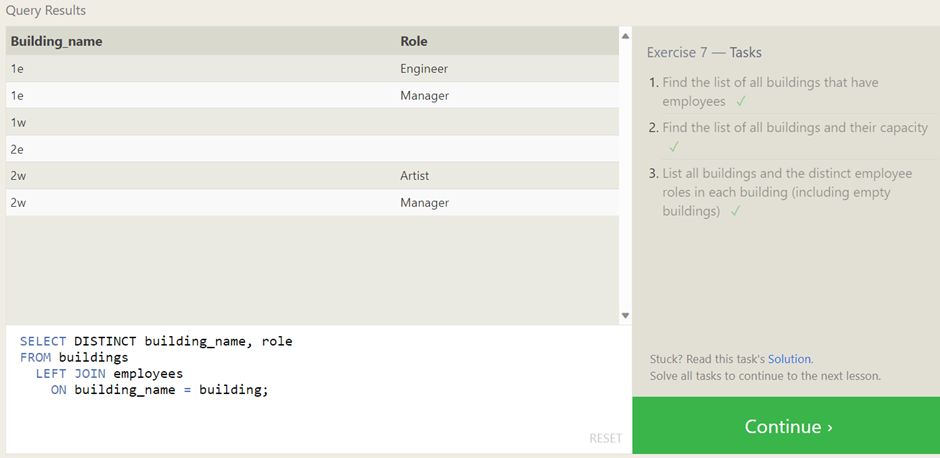 Query Results
Building_name Role
1e Engineer
1e Manager
1w
2e
2w Artist
2w Manager
SELECT DISTINCT building_name, role
FROM buildings
LEFT JOIN employees
ON building_name = building;
RESET
Exercise 7 — Tasks
1. Find the list of all buildings that have
employees ✓
2. Find the list of all buildings and their capacity
✓
3. List all buildings and the distinct employee
roles in each building (including empty
buildings) ✓
Stuck? Read this task's Solution.
Solve all tasks to continue to the next lesson.
Continue ›